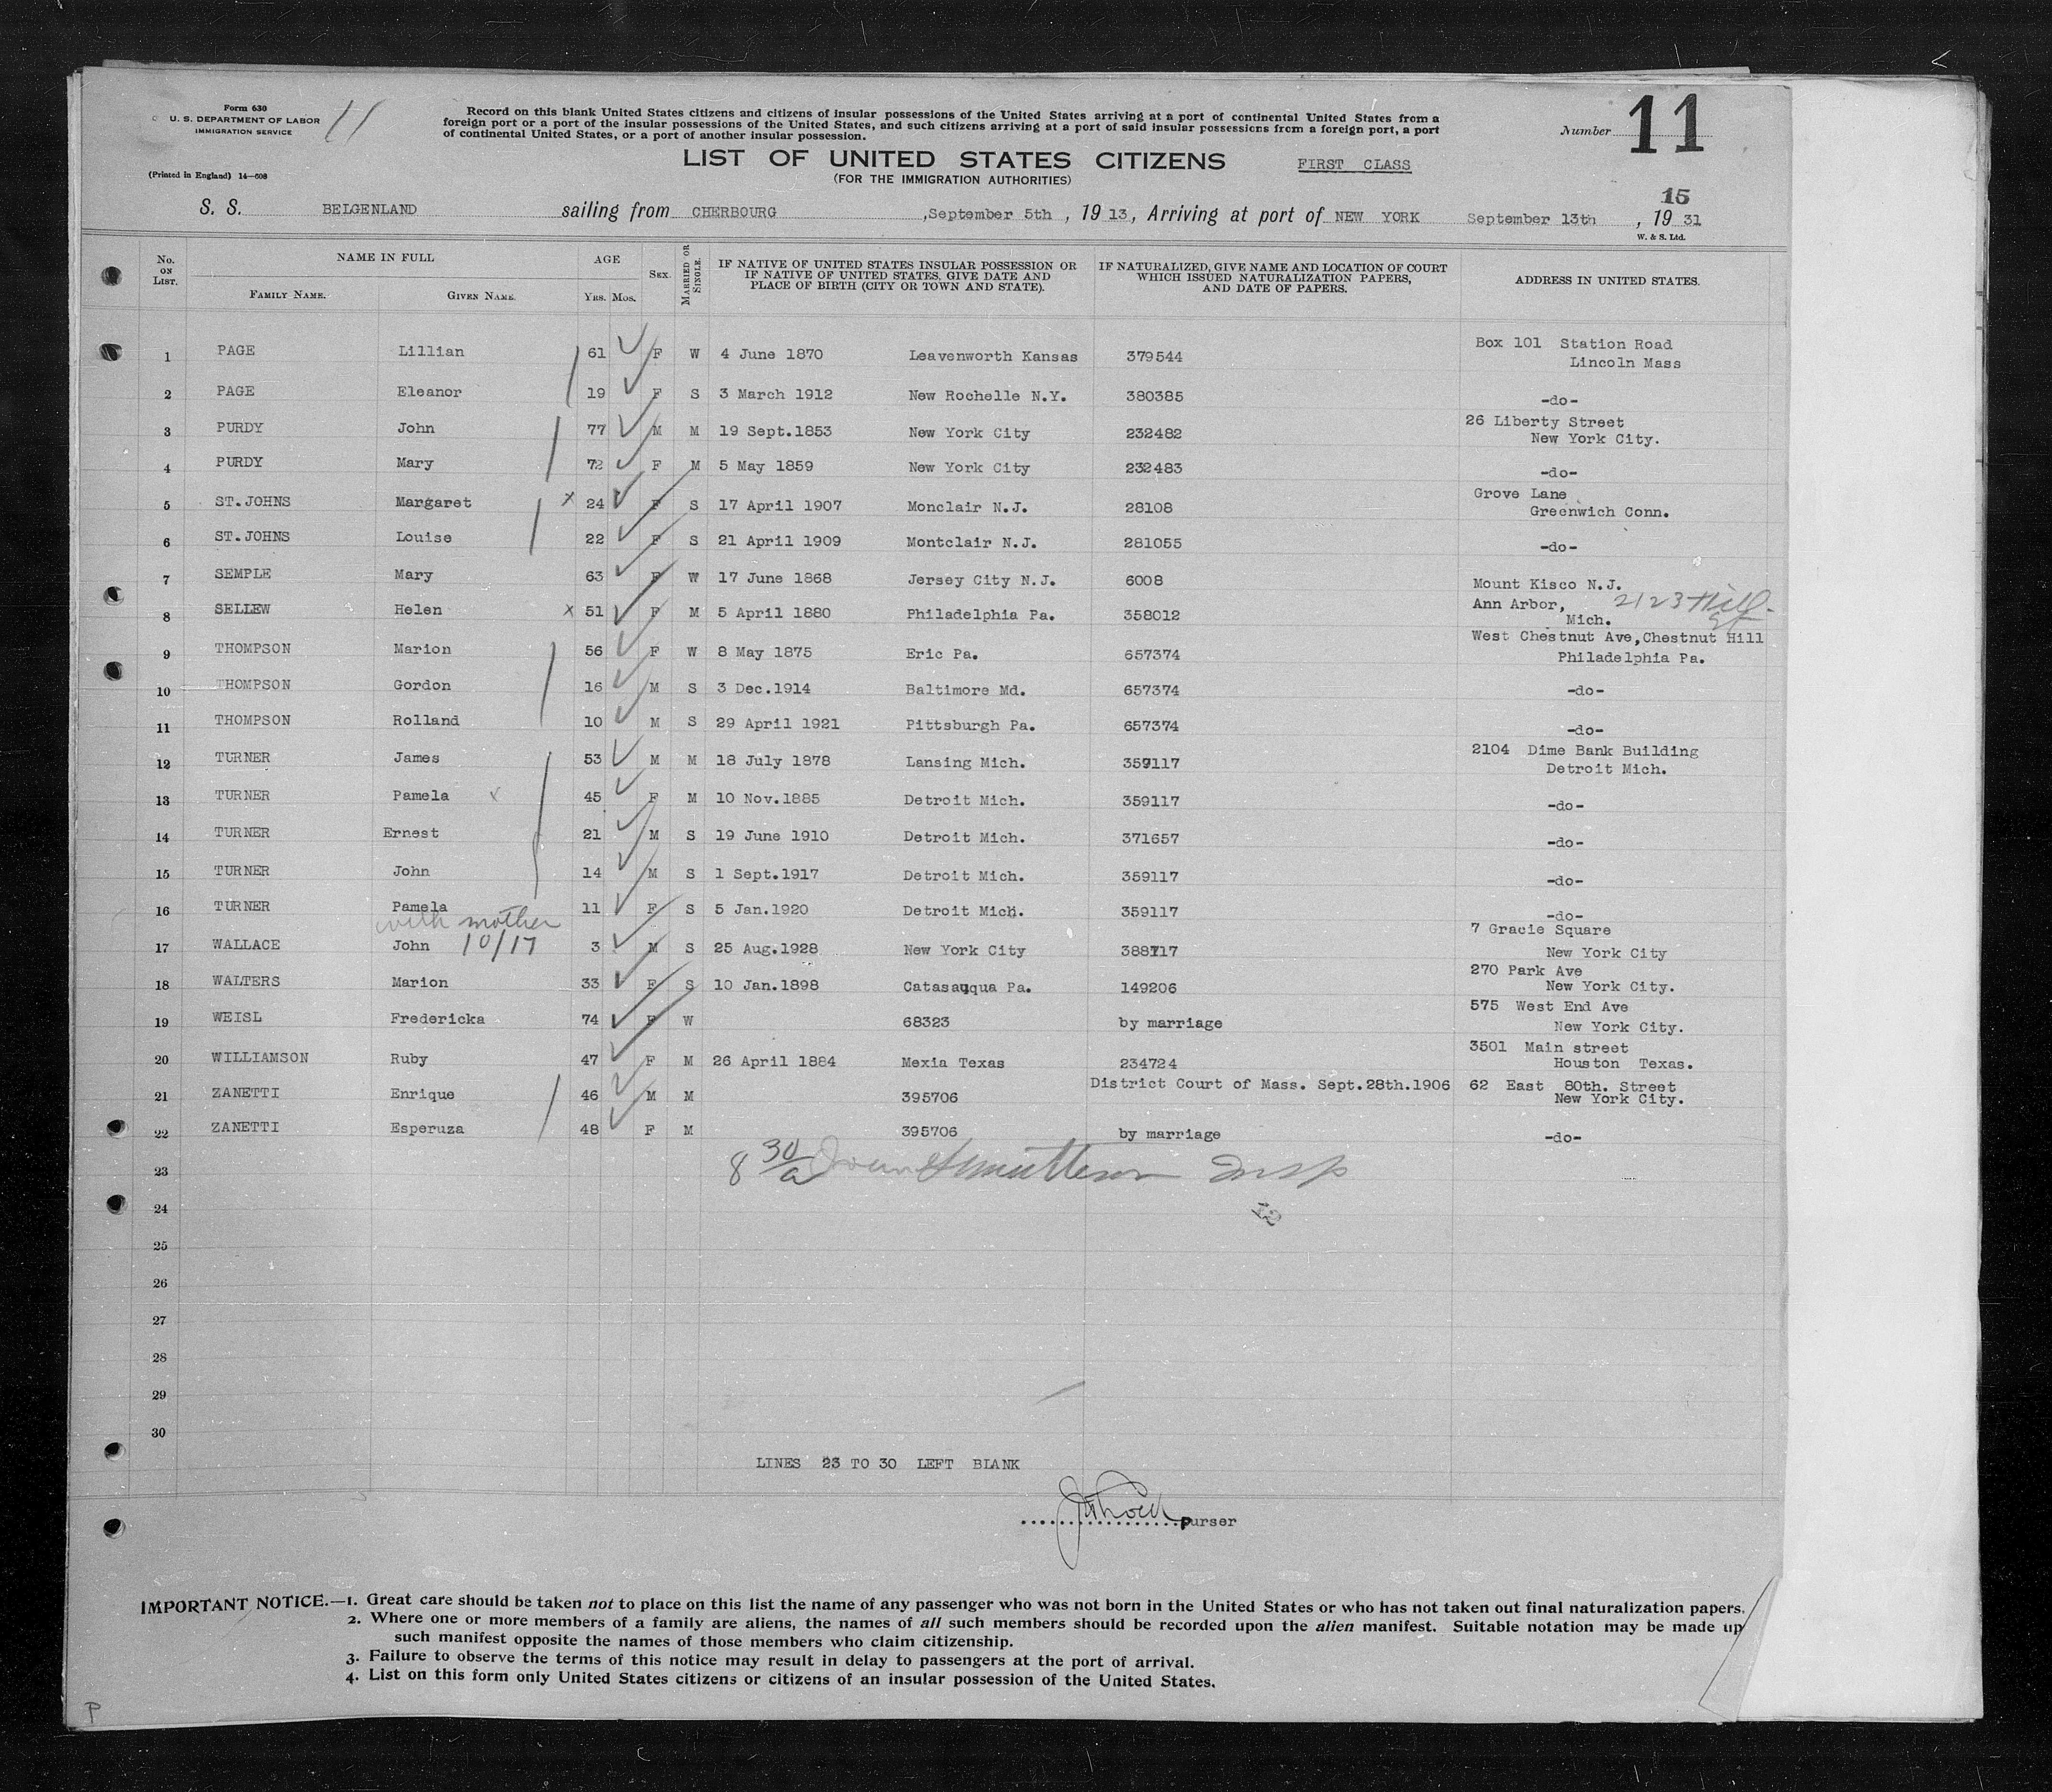 Form 630
U. S. DEPARTMENT OF LABOR
IMMIGRATION SERVICE
11
(Printed in England) 14—608
Record on this blank United States citizens and citizens of insular possessions of the United States arriving at a port of continental United States from a
foreign port or a port of the insular possessions of the United States, and such citizens arriving at a port of said insular possessions from a foreign port, a port
of continental United States, or a port of another insular possession.
Number 11
LIST OF UNITED STATES CITIZENS FIRST CLASS
(FOR THE IMMIGRATION AUTHORITIES)
15
S. S. BELGENLAND sailing from CHERBOURG , September 5th , 19 13, Arriving at port of NEW YORK September 13th , 19 31
W. & S. Ltd.
No. ON LIST. NAME IN FULL AGE SEX. MARRIED OR SINGLE. IF NATIVE OF UNITED STATES INSULAR POSSESSION OR IF NATIVE OF UNITED STATES, GIVE DATE AND PLACE OF BIRTH (CITY OR TOWN AND STATE). IF NATURALIZED, GIVE NAME AND LOCATION OF COURT WHICH ISSUED NATURALIZATION PAPERS, AND DATE OF PAPERS. ADDRESS IN UNITED STATES.
FAMILY NAME. GIVEN NAME. YRS. MOS.
1 PAGE Lillian 61 F W 4 June 1870 Leavenworth Kansas 379544 Box 101 Station Road
Lincoln Mass
2 PAGE Eleanor 19 F S 3 March 1912 New Rochelle N.Y. 380385 -do-
3 PURDY John 77 M M 19 Sept.1853 New York City 232482 26 Liberty Street
New York City.
4 PURDY Mary 72 F M 5 May 1859 New York City 232483 -do-
5 ST.JOHNS Margaret x 24 F S 17 April 1907 Monclair N.J. 28108 Grove Lane
Greenwich Conn.
6 ST.JOHNS Louise 22 F S 21 April 1909 Montclair N.J. 281055 -do-
7 SEMPLE Mary 63 F W 17 June 1868 Jersey City N.J. 6008 Mount Kisco N.J.
8 SELLEW Helen x 51 F M 5 April 1880 Philadelphia Pa. 358012 Ann Arbor, 2123 Hill
Mich. St
9 THOMPSON Marion 56 F W 8 May 1875 Eric Pa. 657374 West Chestnut Ave,Chestnut Hill
Philadelphia Pa.
10 THOMPSON Gordon 16 M S 3 Dec.1914 Baltimore Md. 657374 -do-
11 THOMPSON Rolland 10 M S 29 April 1921 Pittsburgh Pa. 657374 -do-
12 TURNER James 53 M M 18 July 1878 Lansing Mich. 359117 2104 Dime Bank Building
Detroit Mich.
13 TURNER Pamela x 45 F M 10 Nov.1885 Detroit Mich. 359117 -do-
14 TURNER Ernest 21 M S 19 June 1910 Detroit Mich. 371657 -do-
15 TURNER John 14 M S 1 Sept.1917 Detroit Mich. 359117 -do-
16 TURNER Pamela 11 F S 5 Jan.1920 Detroit Mich. 359117 -do-
with mother
17 WALLACE John 10/17 3 M S 25 Aug.1928 New York City 388717 7 Gracie Square
New York City
18 WALTERS Marion 33 F S 10 Jan.1898 Catasauqua Pa. 149206 270 Park Ave
New York City.
19 WEISL Fredericka 74 F W 68323 by marriage 575 West End Ave
New York City.
20 WILLIAMSON Ruby 47 F M 26 April 1884 Mexia Texas 234724 3501 Main street
Houston Texas.
21 ZANETTI Enrique 46 M M 395706 District Court of Mass. Sept.28th.1906 62 East 80th. Street
New York City.
22 ZANETTI Esperuza 48 F M 395706 by marriage -do-
23 8 30/a Insp
24
25
26
27
28
29
30
LINES 23 TO 30 LEFT BLANK
purser
IMPORTANT NOTICE.—1. Great care should be taken not to place on this list the name of any passenger who was not born in the United States or who has not taken out final naturalization papers.
2. Where one or more members of a family are aliens, the names of all such members should be recorded upon the alien manifest. Suitable notation may be made up
such manifest opposite the names of those members who claim citizenship.
3. Failure to observe the terms of this notice may result in delay to passengers at the port of arrival.
4. List on this form only United States citizens or citizens of an insular possession of the United States.
P